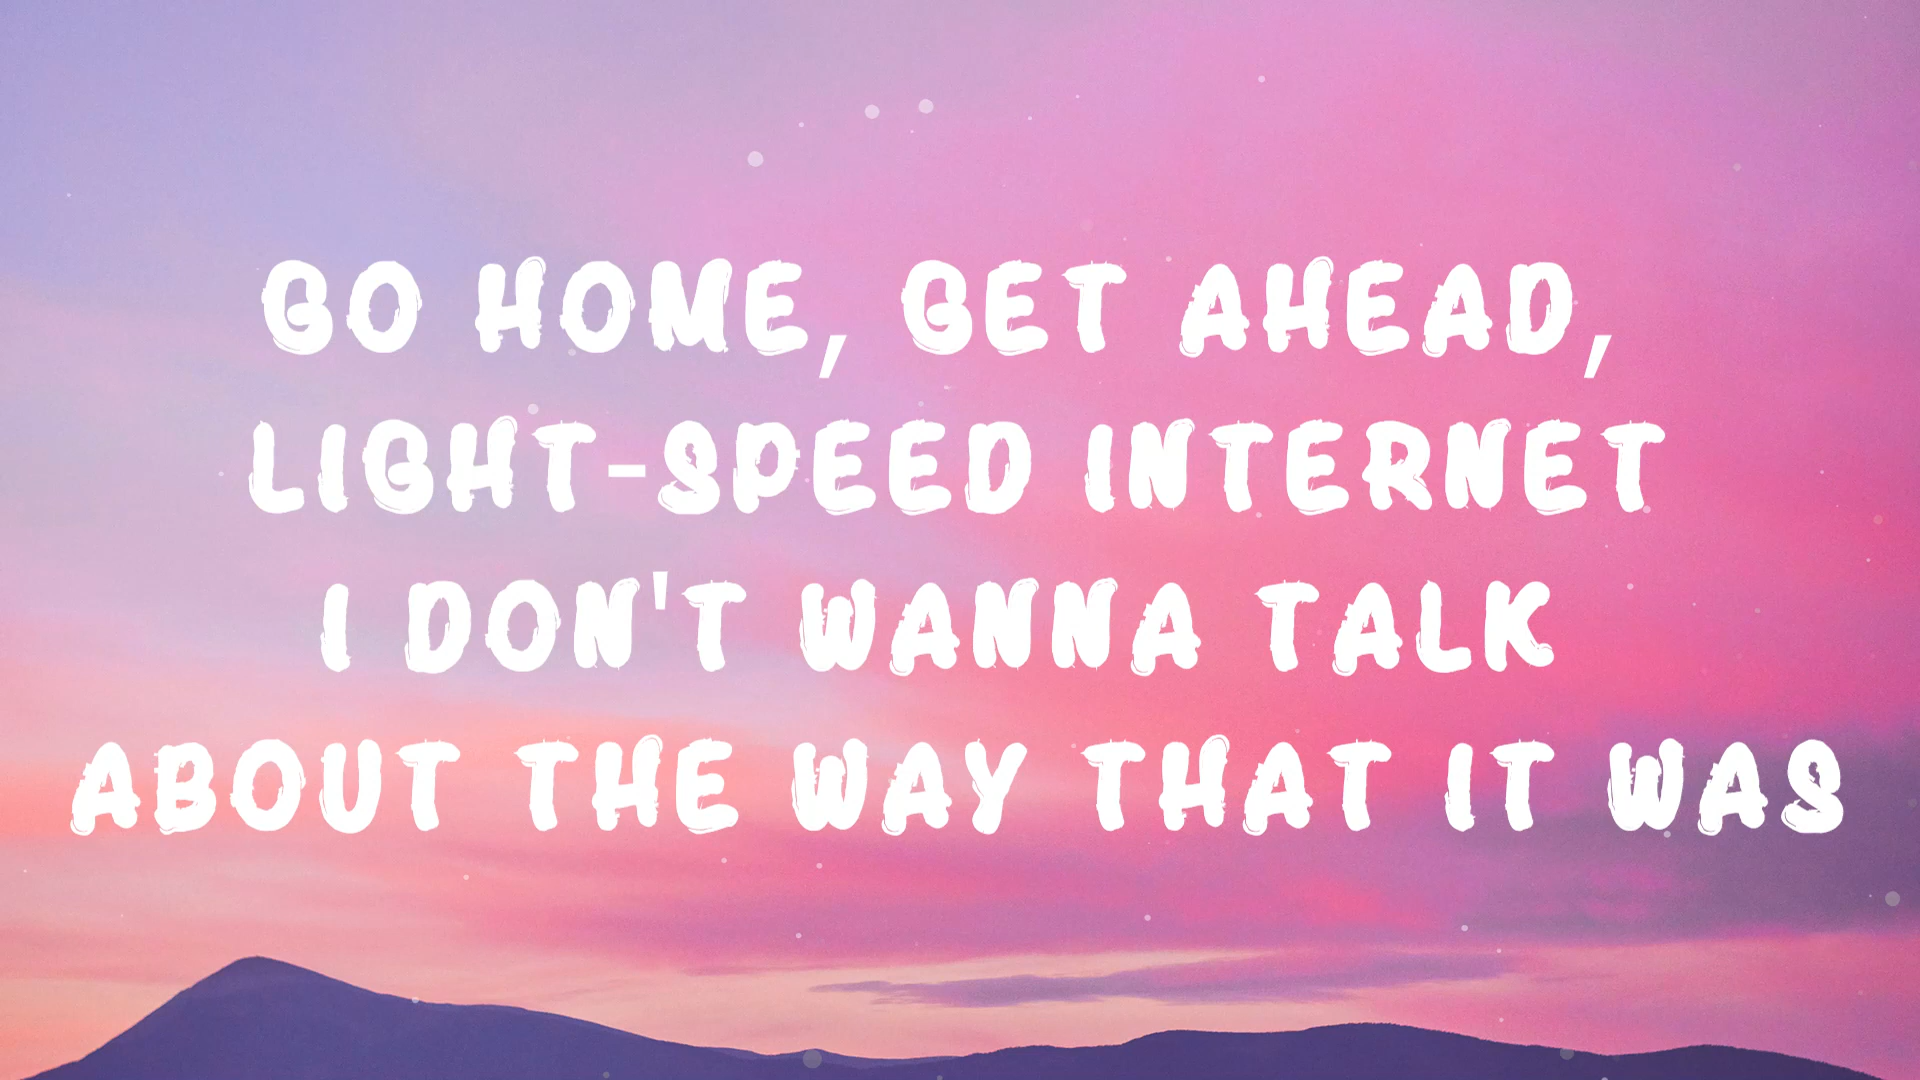 GO HOME, GET AHEAD,
LIGHT-SPEED INTERNET
I DON'T WANNA TALK
ABOUT THE WAY THAT IT WAS